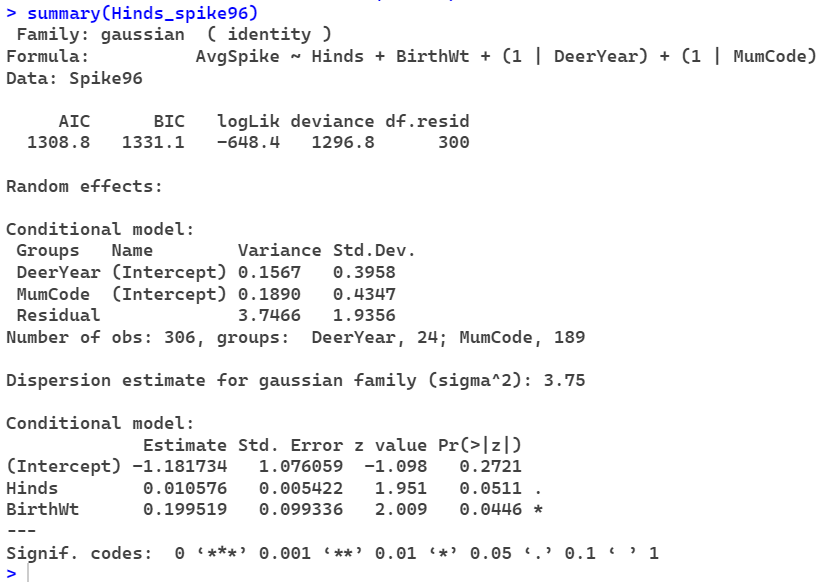 > summary(Hinds_spike96)
 Family: gaussian  ( identity )
Formula:          AvgSpike ~ Hinds + BirthWt + (1 | DeerYear) + (1 | MumCode)
Data: Spike96

     AIC      BIC   logLik deviance df.resid
  1308.8   1331.1   -648.4   1296.8      300

Random effects:

Conditional model:
 Groups   Name        Variance Std.Dev.
 DeerYear (Intercept) 0.1567   0.3958
 MumCode  (Intercept) 0.1890   0.4347
 Residual             3.7466   1.9356
Number of obs: 306, groups:  DeerYear, 24; MumCode, 189

Dispersion estimate for gaussian family (sigma^2): 3.75

Conditional model:
             Estimate Std. Error z value Pr(>|z|)
(Intercept) -1.181734   1.076059  -1.098   0.2721
Hinds        0.010576   0.005422   1.951   0.0511 .
BirthWt      0.199519   0.099336   2.009   0.0446 *
---
Signif. codes:  0 ‘***’ 0.001 ‘**’ 0.01 ‘*’ 0.05 ‘.’ 0.1 ‘ ’ 1
>